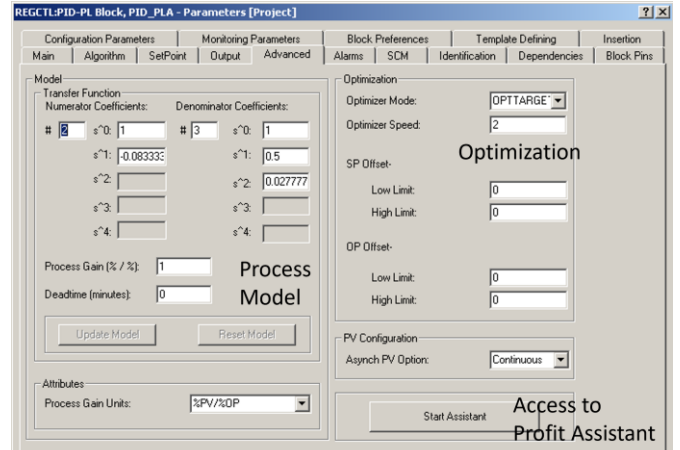 REGCTL:PID-PL Block, PID_PLA - Parameters [Project]
Configuration Parameters Monitoring Parameters Block Preferences Template Defining Insertion
Main Algorithm SetPoint Output Advanced Alarms SCM Identification Dependencies Block Pins
Model
Transfer Function
Numerator Coefficients: Denominator Coefficients:
# 2 s^0: 1 # 3 s^0: 1
s^1: -0.083333 s^1: 0.5
s^2: s^2: 0.027777
s^3: s^3:
s^4: s^4:
Process Gain (% / %): 1
Deadtime (minutes): 0
Process
Model
Update Model Reset Model
Attributes
Process Gain Units: %PV/%OP
Optimization
Optimizer Mode: OPTTARGET
Optimizer Speed: 2
Optimization
SP Offset-
Low Limit: 0
High Limit: 0
OP Offset-
Low Limit: 0
High Limit: 0
PV Configuration
Asynch PV Option: Continuous
Start Assistant
Access to
Profit Assistant